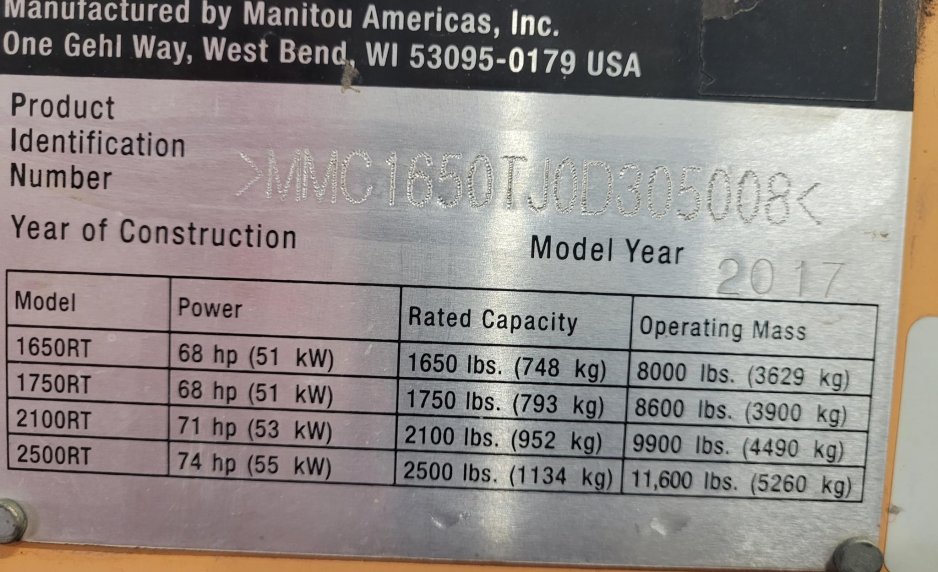 Manufactured by Manitou Americas, Inc.
One Gehl Way, West Bend, WI 53095-0179 USA
Product
Identification
Number >MMC1650TJ0D305008<
Year of Construction Model Year 2017
Model Power Rated Capacity Operating Mass
1650RT 68 hp (51 kW) 1650 lbs. (748 kg) 8000 lbs. (3629 kg)
1750RT 68 hp (51 kW) 1750 lbs. (793 kg) 8600 lbs. (3900 kg)
2100RT 71 hp (53 kW) 2100 lbs. (952 kg) 9900 lbs. (4490 kg)
2500RT 74 hp (55 kW) 2500 lbs. (1134 kg) 11,600 lbs. (5260 kg)